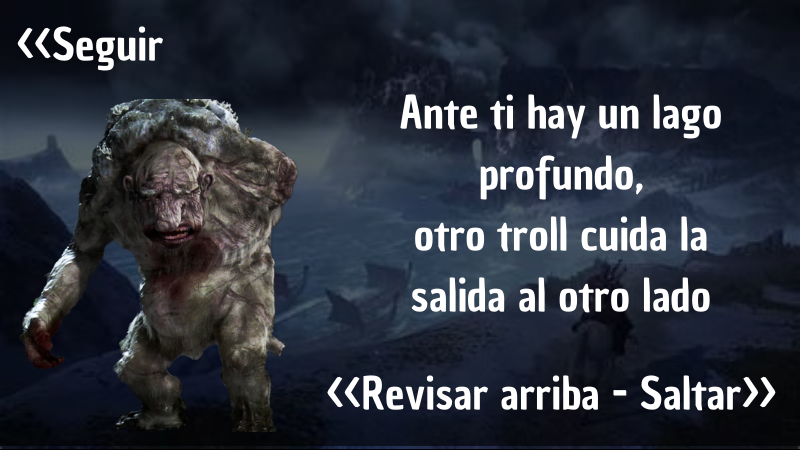 <<Seguir
Ante ti hay un lago
profundo,
otro troll cuida la
salida al otro lado
<<Revisar arriba - Saltar>>